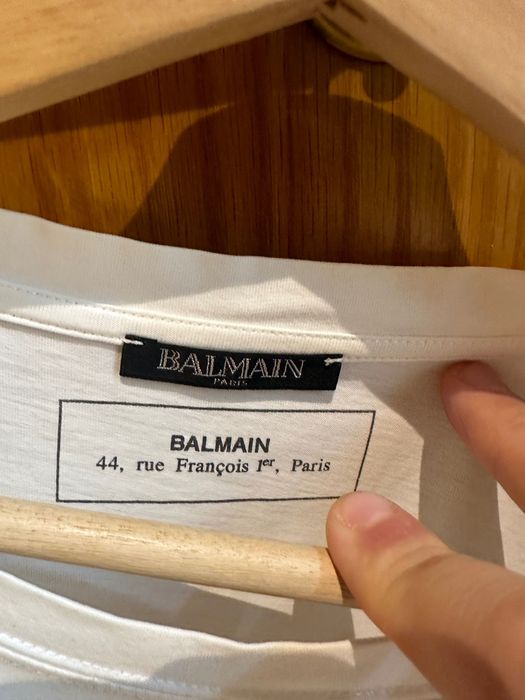 BALMAIN
PARIS
BALMAIN
44, rue François Iᵉʳ, Paris